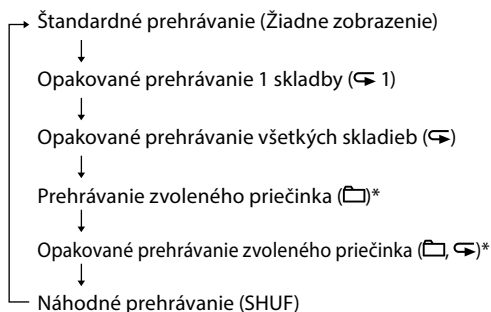 Štandardné prehrávanie (Žiadne zobrazenie)
Opakované prehrávanie 1 skladby (1)
Opakované prehrávanie všetkých skladieb ()
Prehrávanie zvoleného priečinka ()*
Opakované prehrávanie zvoleného priečinka (, )*
Náhodné prehrávanie (SHUF)